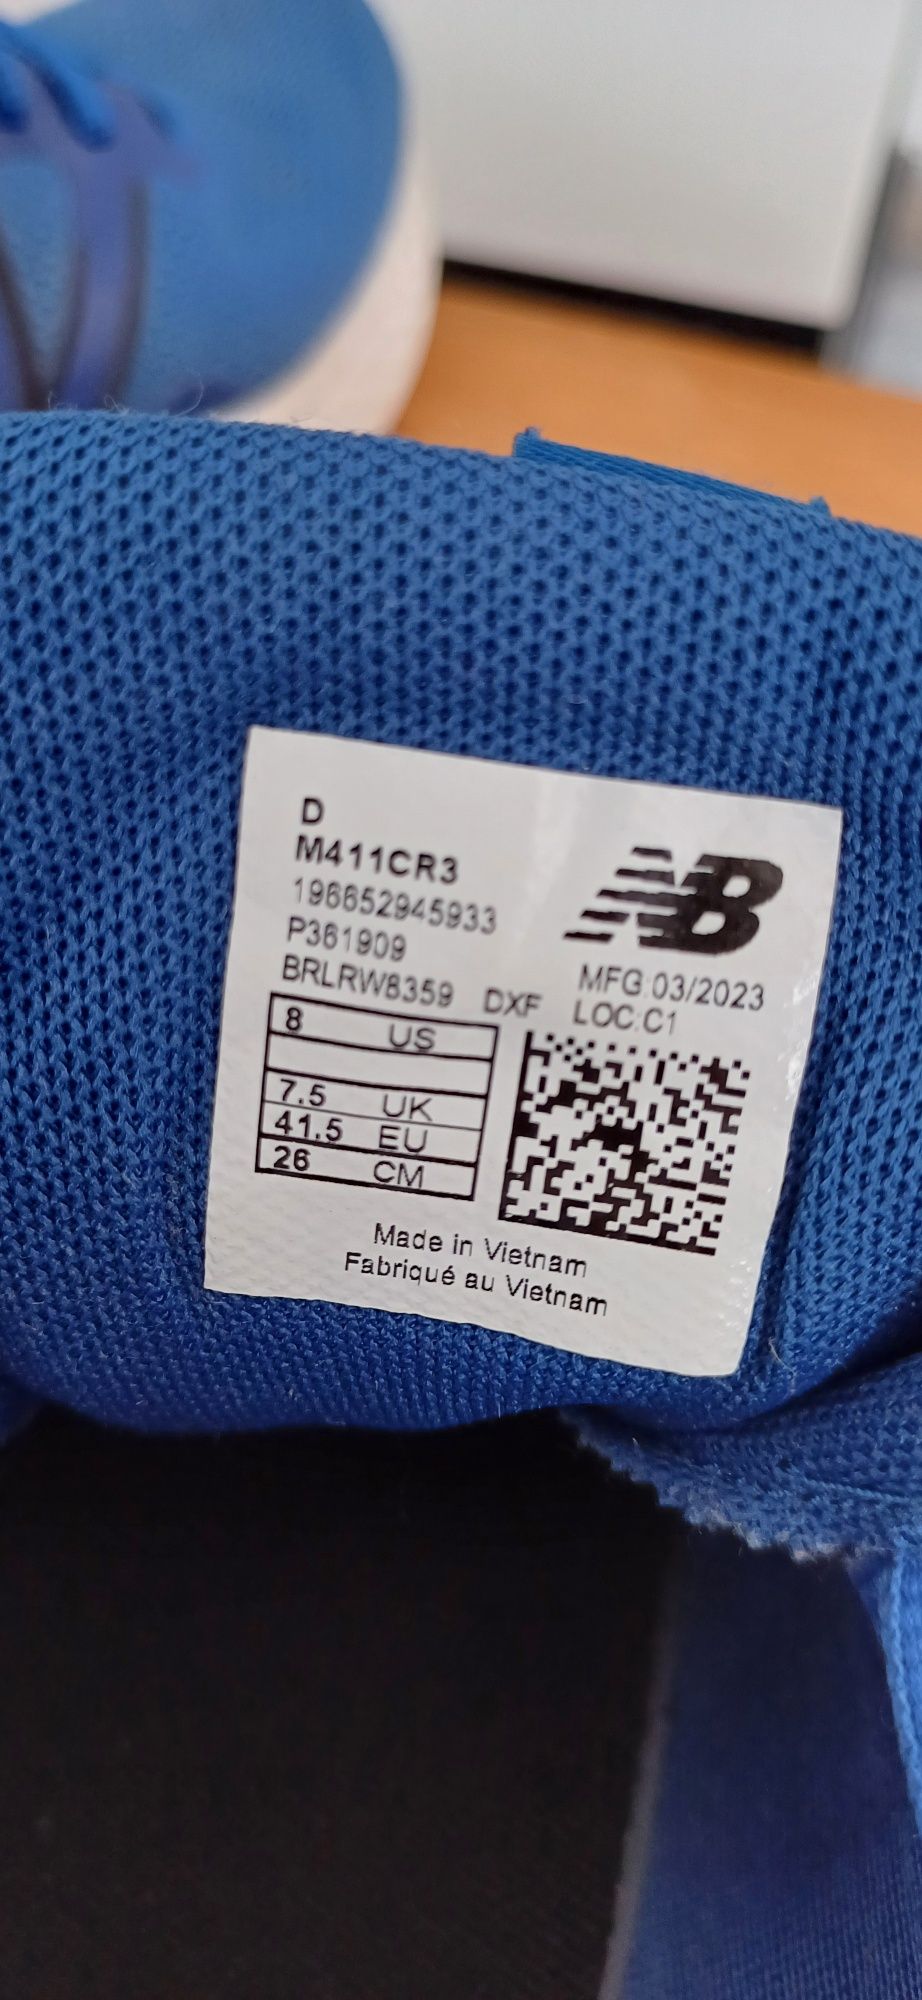 D
M411CR3
196652945933
P361909
BRLRW8359 DXF
NB
MFG:03/2023
LOC:C1
8 US
7.5 UK
41.5 EU
26 CM
Made in Vietnam
Fabriqué au Vietnam